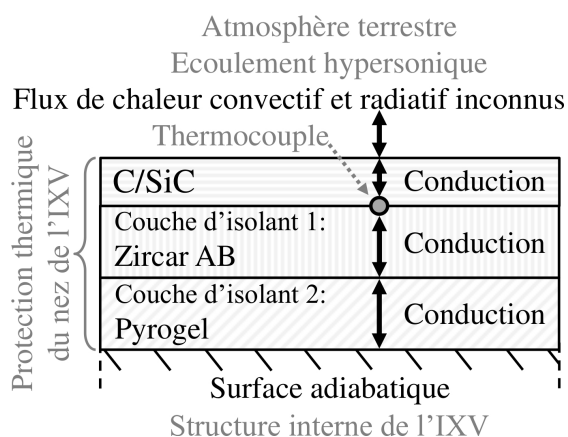 Atmosphère terrestre
Ecoulement hypersonique
Flux de chaleur convectif et radiatif inconnus
Thermocouple
Protection thermique
du nez de l'IXV
C/SiC
Conduction
Couche d'isolant 1:
Zircar AB
Conduction
Couche d'isolant 2:
Pyrogel
Conduction
Surface adiabatique
Structure interne de l'IXV